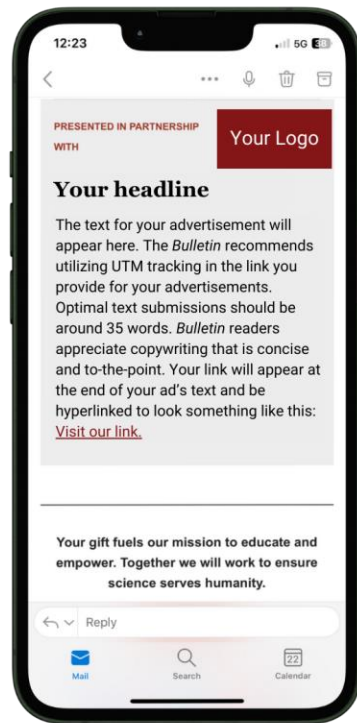 12:23
5G 38
PRESENTED IN PARTNERSHIP
WITH
Your Logo
Your headline
The text for your advertisement will
appear here. The Bulletin recommends
utilizing UTM tracking in the link you
provide for your advertisements.
Optimal text submissions should be
around 35 words. Bulletin readers
appreciate copywriting that is concise
and to-the-point. Your link will appear at
the end of your ad's text and be
hyperlinked to look something like this:
Visit our link.
Your gift fuels our mission to educate and
empower. Together we will work to ensure
science serves humanity.
Reply
22
Mail
Search
Calendar